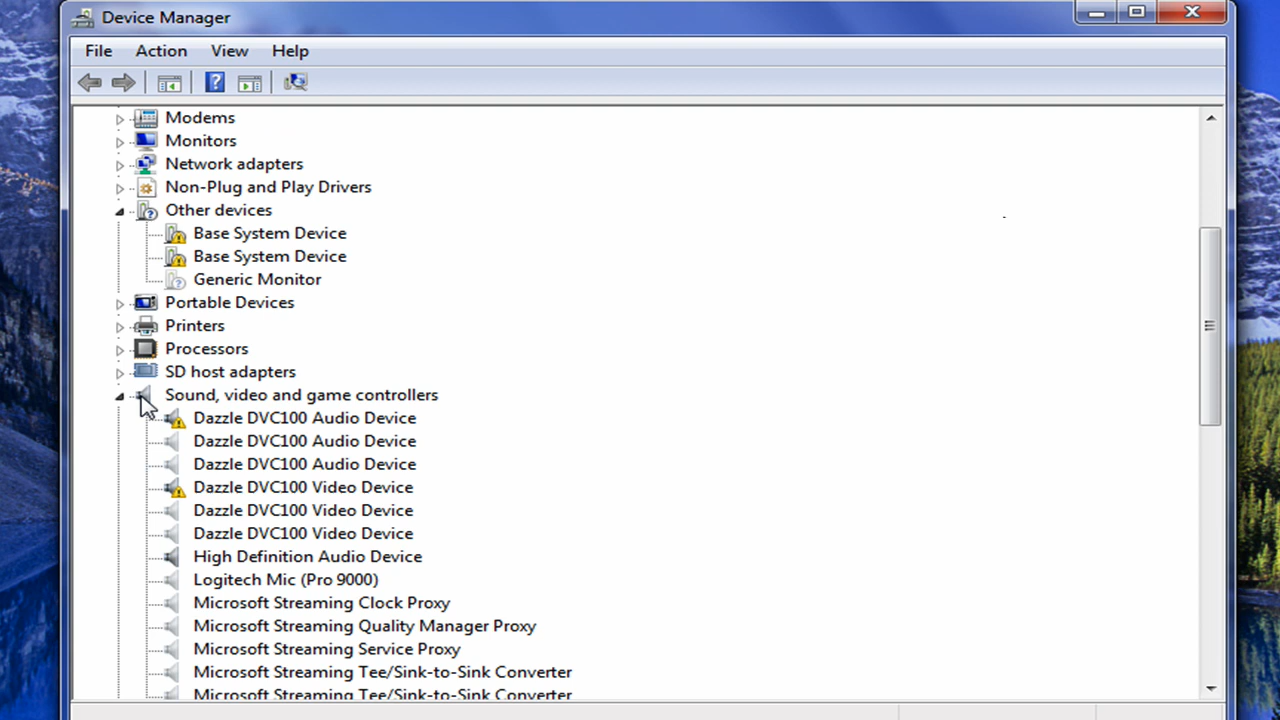 Device Manager
File Action View Help
Modems
Monitors
Network adapters
Non-Plug and Play Drivers
Other devices
Base System Device
Base System Device
Generic Monitor
Portable Devices
Printers
Processors
SD host adapters
Sound, video and game controllers
Dazzle DVC100 Audio Device
Dazzle DVC100 Audio Device
Dazzle DVC100 Audio Device
Dazzle DVC100 Video Device
Dazzle DVC100 Video Device
Dazzle DVC100 Video Device
High Definition Audio Device
Logitech Mic (Pro 9000)
Microsoft Streaming Clock Proxy
Microsoft Streaming Quality Manager Proxy
Microsoft Streaming Service Proxy
Microsoft Streaming Tee/Sink-to-Sink Converter
Microsoft Streaming Tee/Sink-to-Sink Converter